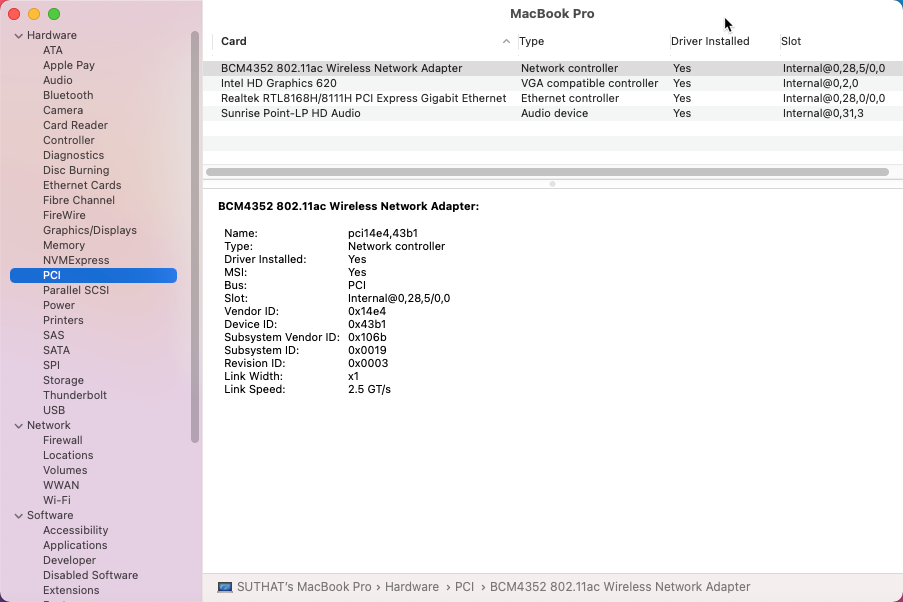 MacBook Pro
Hardware
ATA
Apple Pay
Audio
Bluetooth
Camera
Card Reader
Controller
Diagnostics
Disc Burning
Ethernet Cards
Fibre Channel
FireWire
Graphics/Displays
Memory
NVMExpress
PCI
Parallel SCSI
Power
Printers
SAS
SATA
SPI
Storage
Thunderbolt
USB
Network
Firewall
Locations
Volumes
WWAN
Wi-Fi
Software
Accessibility
Applications
Developer
Disabled Software
Extensions
Card Type Driver Installed Slot
BCM4352 802.11ac Wireless Network Adapter Network controller Yes Internal@0,28,5/0,0
Intel HD Graphics 620 VGA compatible controller Yes Internal@0,2,0
Realtek RTL8168H/8111H PCI Express Gigabit Ethernet Ethernet controller Yes Internal@0,28,0/0,0
Sunrise Point-LP HD Audio Audio device Yes Internal@0,31,3
BCM4352 802.11ac Wireless Network Adapter:
Name: pci14e4,43b1
Type: Network controller
Driver Installed: Yes
MSI: Yes
Bus: PCI
Slot: Internal@0,28,5/0,0
Vendor ID: 0x14e4
Device ID: 0x43b1
Subsystem Vendor ID: 0x106b
Subsystem ID: 0x0019
Revision ID: 0x0003
Link Width: x1
Link Speed: 2.5 GT/s
SUTHAT's MacBook Pro › Hardware › PCI › BCM4352 802.11ac Wireless Network Adapter